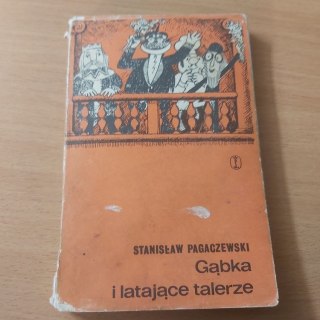 STANISŁAW PAGACZEWSKI
Gąbka
i latające talerze